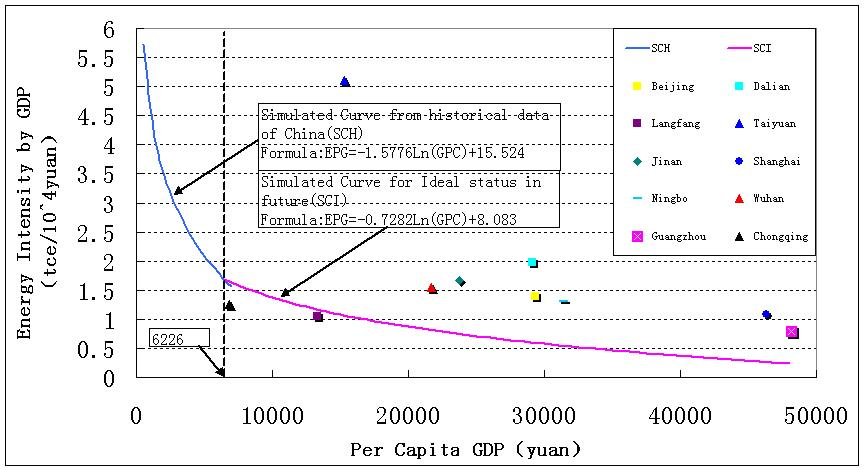 Energy Intensity by GDP
(tce/10^4yuan)
6
5.5
5
4.5
4
3.5
3
2.5
2
1.5
1
0.5
0
Simulated Curve from historical data
of China(SCH)
Formula:EPG=-1.5776Ln(GPC)+15.524
Simulated Curve for Ideal status in
future(SCI)
Formula:EPG=-0.7282Ln(GPC)+8.083
6226
SCH SCI
Beijing Dalian
Langfang Taiyuan
Jinan Shanghai
Ningbo Wuhan
Guangzhou Chongqing
0 10000 20000 30000 40000 50000
Per Capita GDP (yuan)